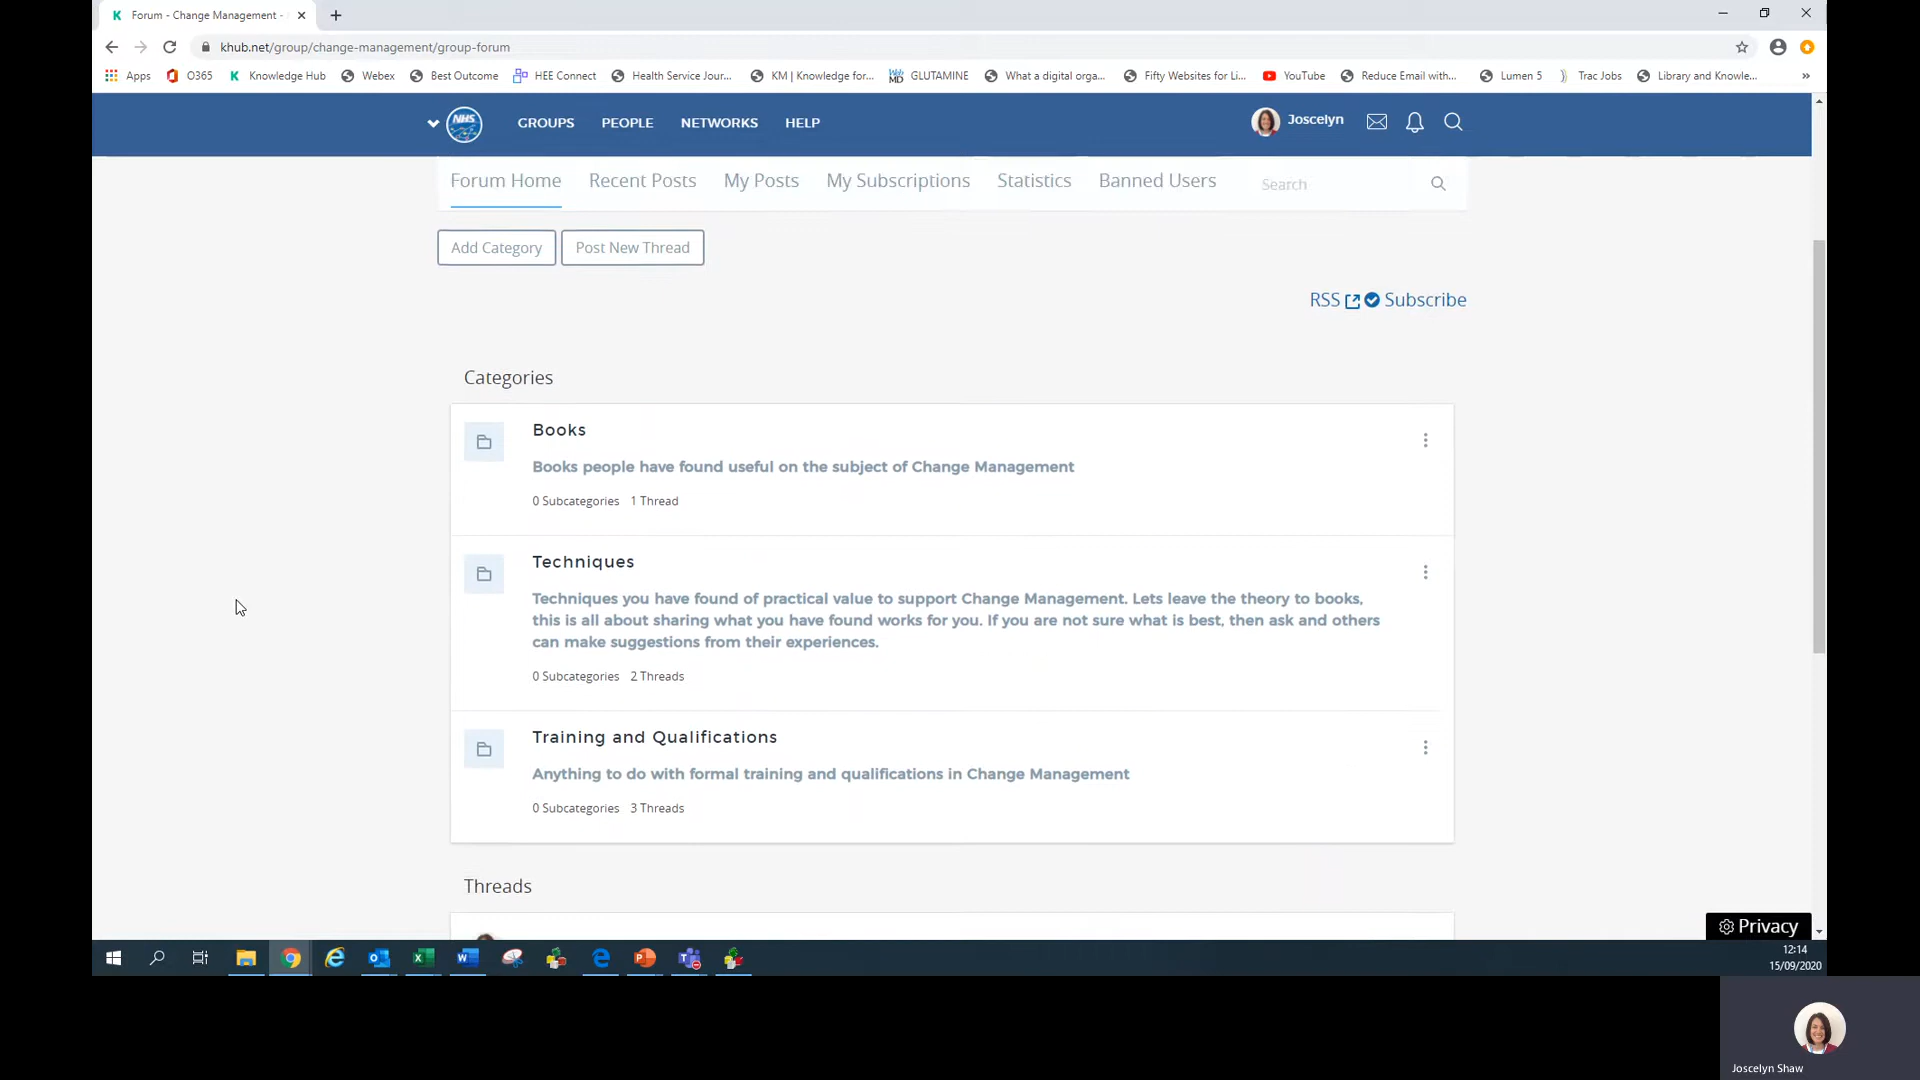 Forum - Change Management -
khub.net/group/change-management/group-forum
Apps O365 Knowledge Hub Webex Best Outcome HEE Connect Health Service Jour... KM | Knowledge for... GLUTAMINE What a digital orga... Fifty Websites for Li... YouTube Reduce Email with... Lumen 5 Trac Jobs Library and Knowle... »
NHS GROUPS PEOPLE NETWORKS HELP Joscelyn
Forum Home Recent Posts My Posts My Subscriptions Statistics Banned Users Search
Add Category Post New Thread
RSS Subscribe
Categories
Books
Books people have found useful on the subject of Change Management
0 Subcategories 1 Thread
Techniques
Techniques you have found of practical value to support Change Management. Lets leave the theory to books,
this is all about sharing what you have found works for you. If you are not sure what is best, then ask and others
can make suggestions from their experiences.
0 Subcategories 2 Threads
Training and Qualifications
Anything to do with formal training and qualifications in Change Management
0 Subcategories 3 Threads
Threads
Privacy
12:14
15/09/2020
Joscelyn Shaw